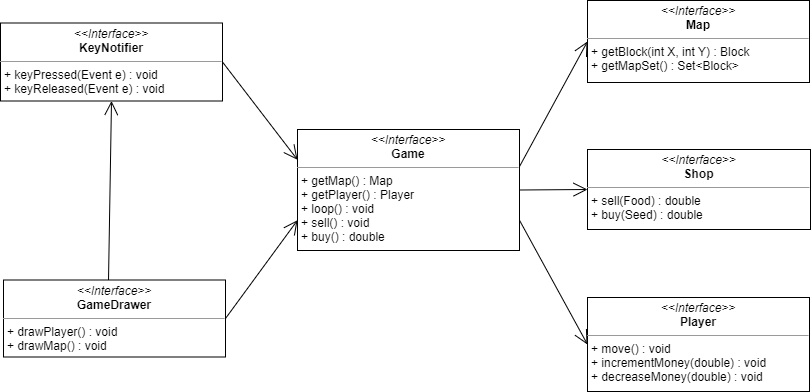 <<Interface>>
KeyNotifier
+ keyPressed(Event e) : void
+ keyReleased(Event e) : void
<<Interface>>
GameDrawer
+ drawPlayer() : void
+ drawMap() : void
<<Interface>>
Game
+ getMap() : Map
+ getPlayer() : Player
+ loop() : void
+ sell() : void
+ buy() : double
<<Interface>>
Map
+ getBlock(int X, int Y) : Block
+ getMapSet() : Set<Block>
<<Interface>>
Shop
+ sell(Food) : double
+ buy(Seed) : double
<<Interface>>
Player
+ move() : void
+ incrementMoney(double) : void
+ decreaseMoney(double) : void